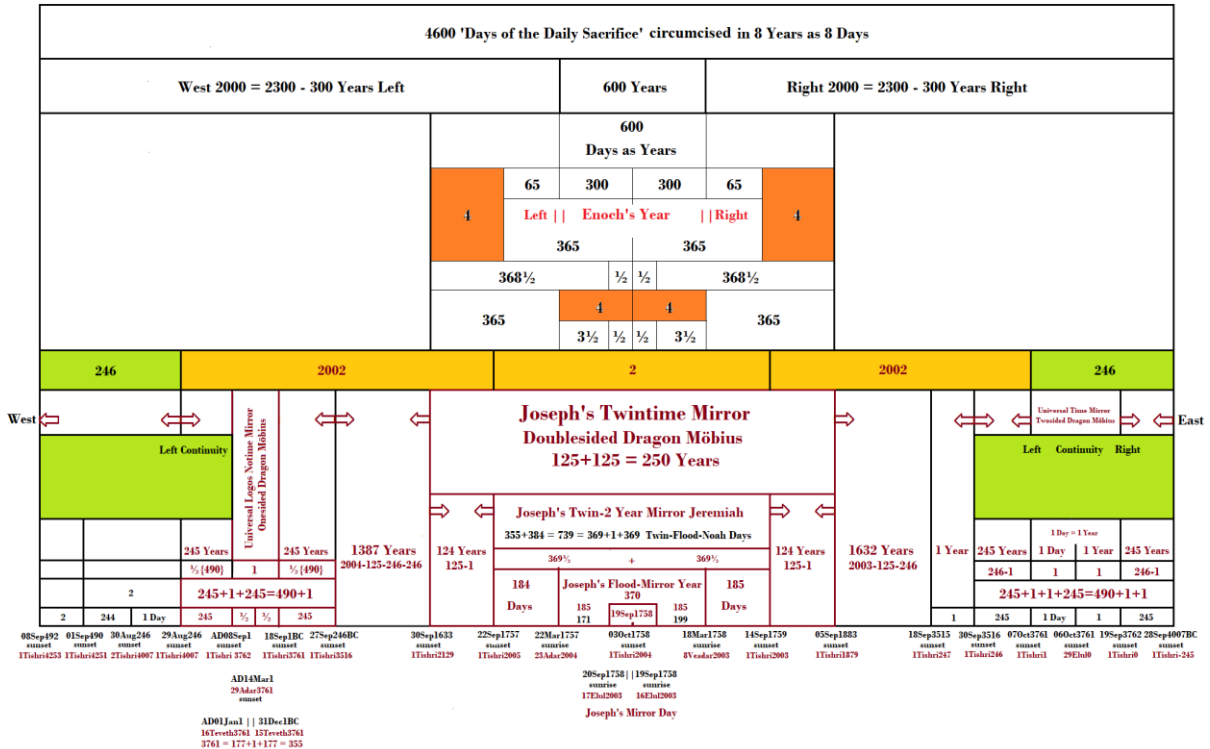 4600 'Days of the Daily Sacrifice' circumcised in 8 Years as 8 Days
West 2000 = 2300 - 300 Years Left
600 Years
Right 2000 = 2300 - 300 Years Right
600
Days as Years
4
65
300
300
65
4
Left || Enoch's Year ||Right
365
365
368½
½
½
368½
365
4
4
365
3½
½
½
3½
246
2002
2
2002
246
West
East
Left Continuity
Universal Logos Notime Mirror
Onesided Dragon Möbius
Joseph's Twintime Mirror
Doublesided Dragon Möbius
125+125 = 250 Years
Universal Time Mirror
Twosided Dragon Möbius
Left Continuity Right
Joseph's Twin-2 Year Mirror Jeremiah
355+384 = 739 = 369+1+369 Twin-Flood-Noah Days
369½ + 369½
184
Days
Joseph's Flood-Mirror Year
370
185
Days
185
171
19Sep1758
185
199
245 Years
245 Years
½{490}
1
½{490}
2
245+1+245=490+1
2
244
1 Day
245
½
½
245
1387 Years
2004-125-246-246
124 Years
125-1
124 Years
125-1
1632 Years
2003-125-246
1 Year
245 Years
1 Day = 1 Year
1 Day
1 Year
245 Years
246-1
1
1
246-1
245+1+1+245=490+1+1
1
245
1 Day
1
245
08Sep492
sunset
1Tishri4253
01Sep490
sunset
1Tishri4251
30Aug246
sunset
2Tishri4007
29Aug246
sunset
1Tishri4007
AD08Sep1
sunset
1Tishri 3762
18Sep1BC
sunset
1Tishri3761
27Sep246BC
sunset
1Tishri3516
30Sep1633
sunset
1Tishri2129
22Sep1757
sunset
1Tishri2005
22Mar1757
sunset
23Adar2004
03Oct1758
sunset
1Tishri2004
18Mar1758
sunset
8Veadar2003
14Sep1759
sunset
1Tishri2003
05Sep1883
sunset
1Tishri1879
18Sep3515
sunset
1Tishri247
30Sep3516
sunset
1Tishri246
07Oct3761
sunset
1Tishri1
06Oct3761
sunset
29Elul0
19Sep3762
sunset
1Tishri0
28Sep4007BC
sunset
1Tishri-245
AD14Mar1
29Adar3761
sunset
20Sep1758||19Sep1758
sunrise sunrise
17Elul2003 16Elul2003
Joseph's Mirror Day
AD01Jan1 || 31Dec1BC
16Teveth3761 15Teveth3761
3761 = 177+1+177 = 355